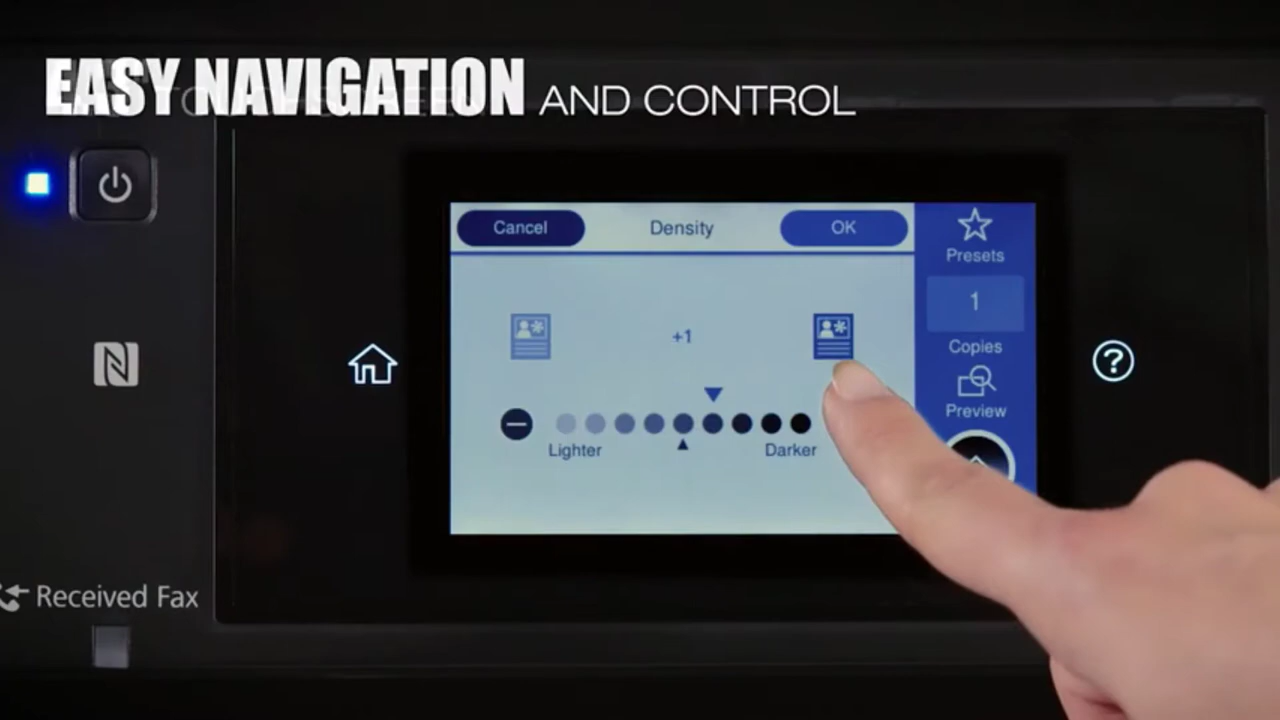 EASY NAVIGATION AND CONTROL
Cancel Density OK
Presets
+1
1
Copies
Preview
Lighter Darker
Received Fax